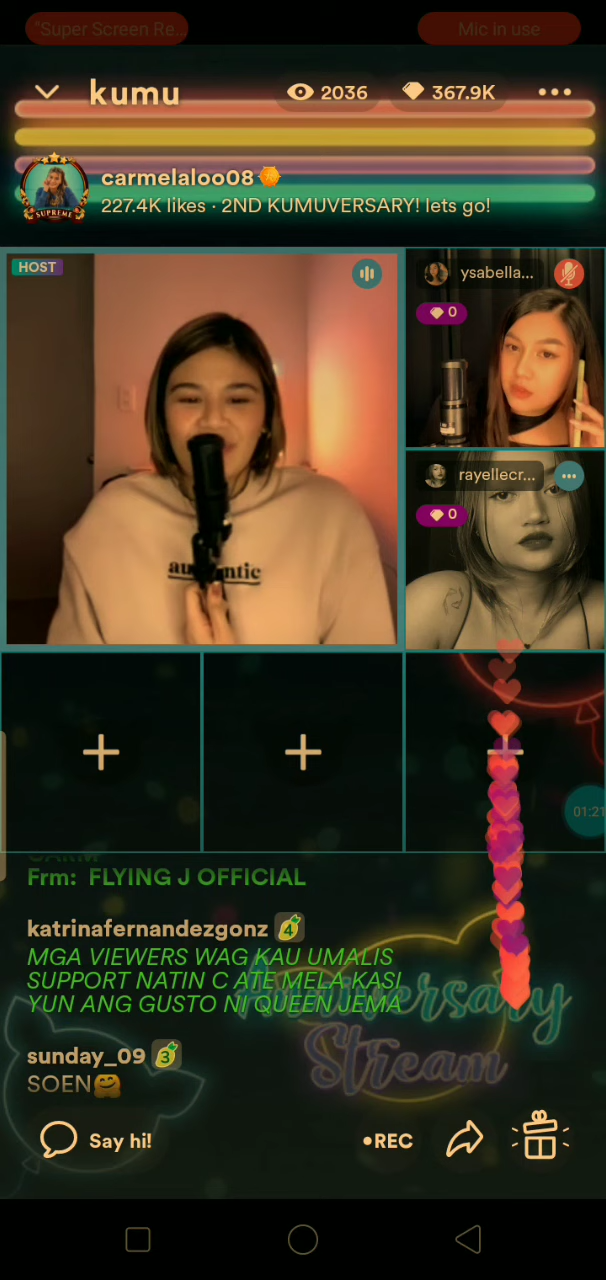 "Super Screen Re...
Mic in use
kumu
2036
367.9K
carmelaloo08
227.4K likes · 2ND KUMUVERSARY! lets go!
SUPREME
HOST
ysabella...
0
rayellecr...
0
authentic
01:21
Frm: FLYING J OFFICIAL
katrinafernandezgonz 4
MGA VIEWERS WAG KAU UMALIS
SUPPORT NATIN C ATE MELA KASI
YUN ANG GUSTO NI QUEEN JEMA
Anniversary
Stream
sunday_09 3
SOEN🤗
Say hi!
•REC